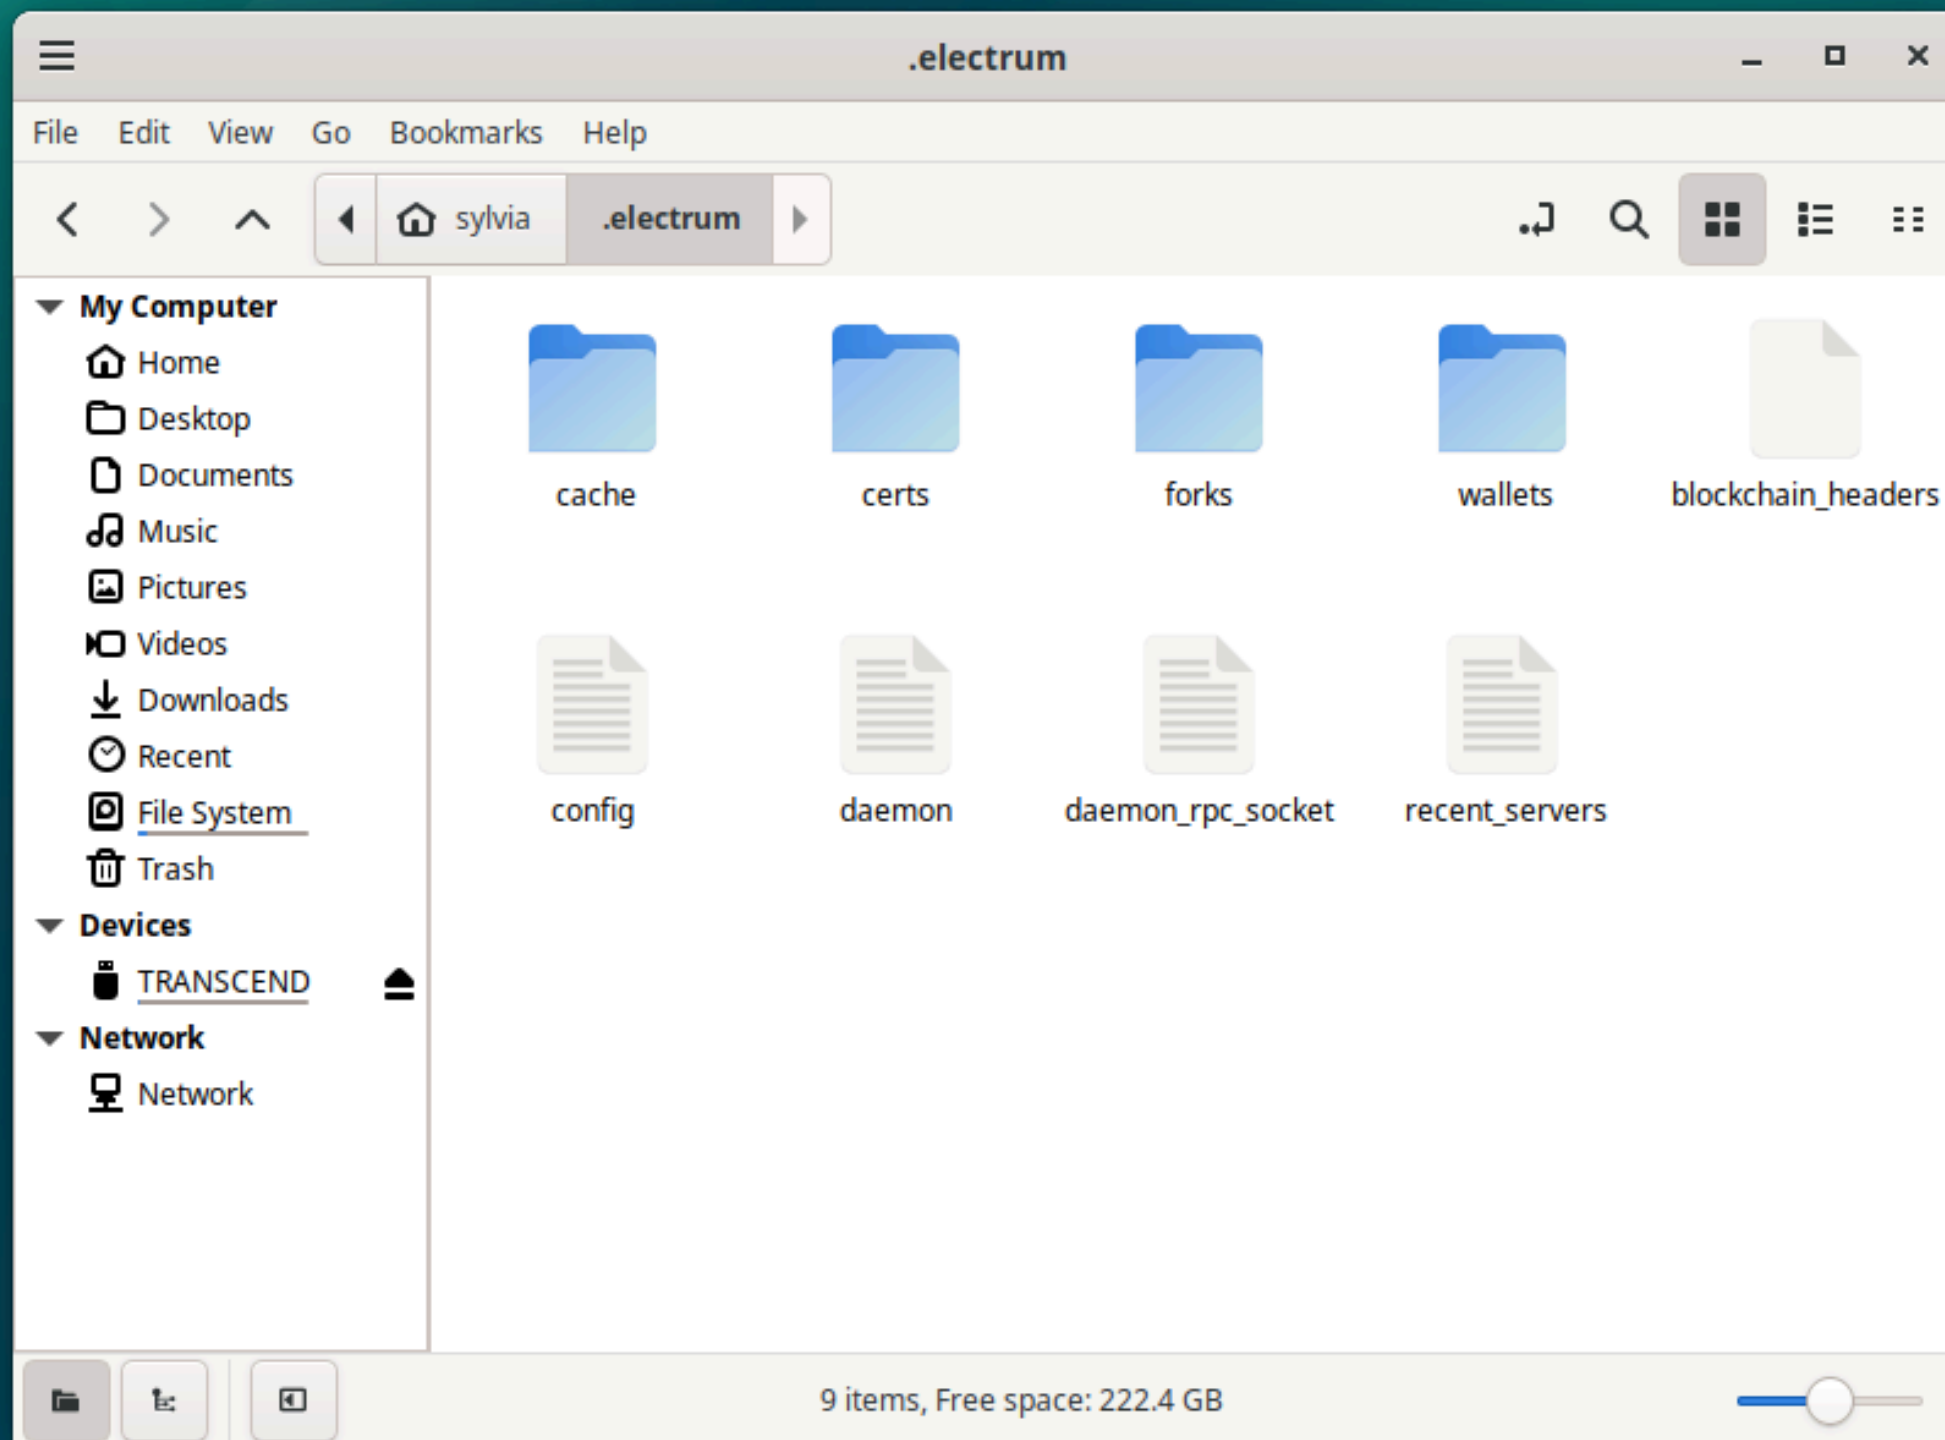 .electrum
File Edit View Go Bookmarks Help
sylvia .electrum
My Computer
Home
Desktop
Documents
Music
Pictures
Videos
Downloads
Recent
File System
Trash
Devices
TRANSCEND
Network
Network
cache certs forks wallets blockchain_headers
config daemon daemon_rpc_socket recent_servers
9 items, Free space: 222.4 GB